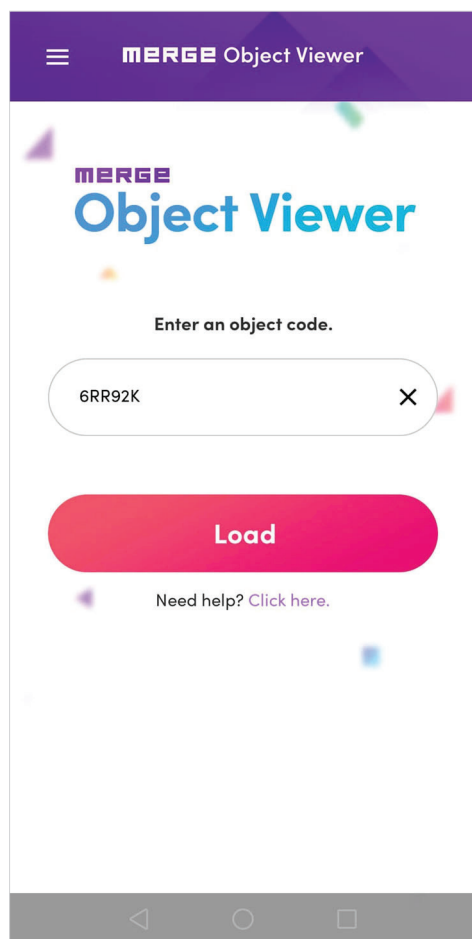 MERGE Object Viewer
MERGE
Object Viewer
Enter an object code.
6RR92K
Load
Need help? Click here.